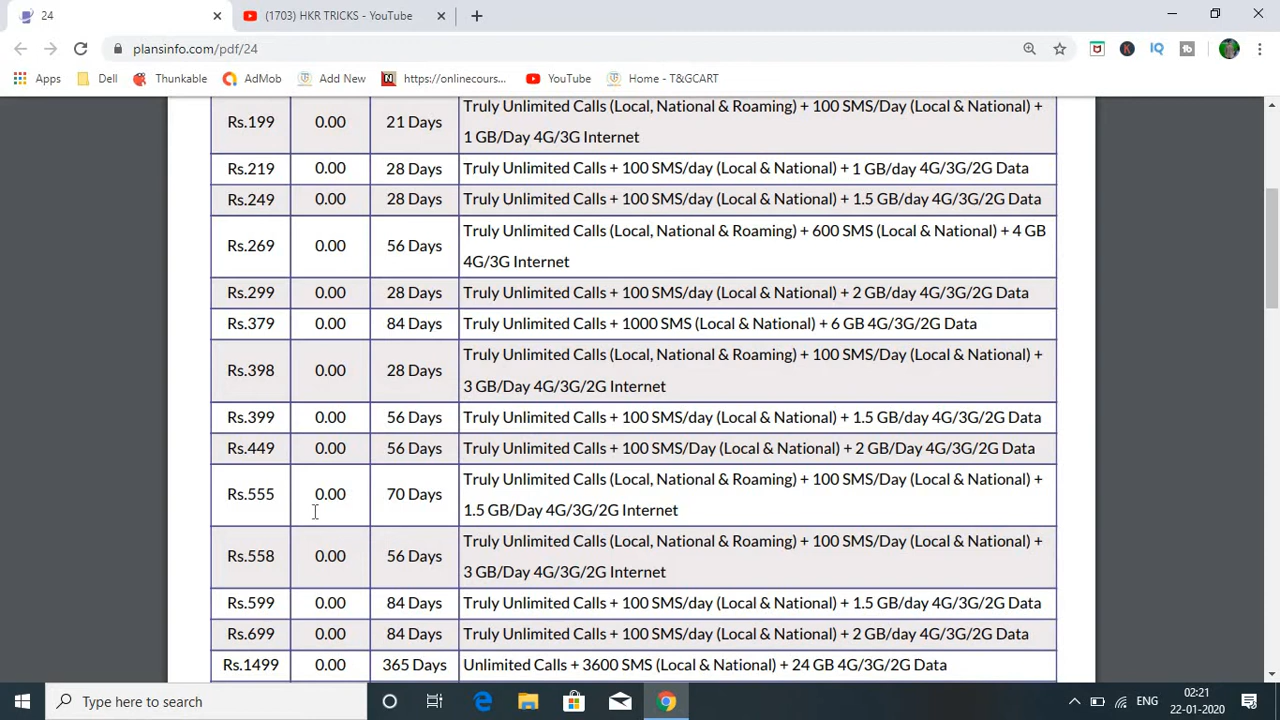 24
(1703) HKR TRICKS - YouTube
plansinfo.com/pdf/24
Apps
Dell
Thunkable
AdMob
Add New
https://onlinecours...
YouTube
Home - T&GCART
Truly Unlimited Calls (Local, National & Roaming) + 100 SMS/Day (Local & National) +
Rs.199 0.00 21 Days
1 GB/Day 4G/3G Internet
Rs.219 0.00 28 Days Truly Unlimited Calls + 100 SMS/day (Local & National) + 1 GB/day 4G/3G/2G Data
Rs.249 0.00 28 Days Truly Unlimited Calls + 100 SMS/day (Local & National) + 1.5 GB/day 4G/3G/2G Data
Truly Unlimited Calls (Local, National & Roaming) + 600 SMS (Local & National) + 4 GB
Rs.269 0.00 56 Days
4G/3G Internet
Rs.299 0.00 28 Days Truly Unlimited Calls + 100 SMS/day (Local & National) + 2 GB/day 4G/3G/2G Data
Rs.379 0.00 84 Days Truly Unlimited Calls + 1000 SMS (Local & National) + 6 GB 4G/3G/2G Data
Truly Unlimited Calls (Local, National & Roaming) + 100 SMS/Day (Local & National) +
Rs.398 0.00 28 Days
3 GB/Day 4G/3G/2G Internet
Rs.399 0.00 56 Days Truly Unlimited Calls + 100 SMS/day (Local & National) + 1.5 GB/day 4G/3G/2G Data
Rs.449 0.00 56 Days Truly Unlimited Calls + 100 SMS/Day (Local & National) + 2 GB/day 4G/3G/2G Data
Truly Unlimited Calls (Local, National & Roaming) + 100 SMS/Day (Local & National) +
Rs.555 0.00 70 Days
1.5 GB/Day 4G/3G/2G Internet
Truly Unlimited Calls (Local, National & Roaming) + 100 SMS/Day (Local & National) +
Rs.558 0.00 56 Days
3 GB/Day 4G/3G/2G Internet
Rs.599 0.00 84 Days Truly Unlimited Calls + 100 SMS/day (Local & National) + 1.5 GB/day 4G/3G/2G Data
Rs.699 0.00 84 Days Truly Unlimited Calls + 100 SMS/day (Local & National) + 2 GB/day 4G/3G/2G Data
Rs.1499 0.00 365 Days Unlimited Calls + 3600 SMS (Local & National) + 24 GB 4G/3G/2G Data
Type here to search
ENG
02:21
22-01-2020